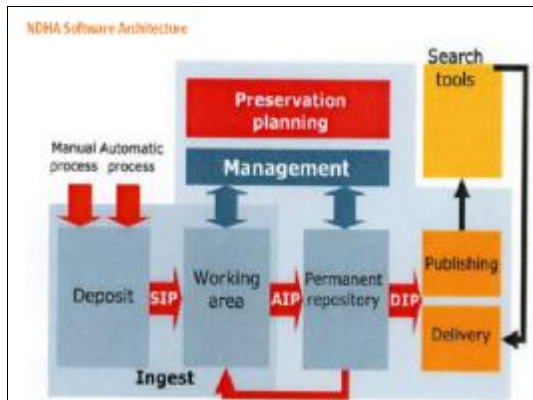 NDHA Software Architecture
Search
tools
Preservation
planning
Manual Automatic
process process
Management
Deposit
SIP
Working
area
AIP
Permanent
repository
DIP
Publishing
Delivery
Ingest